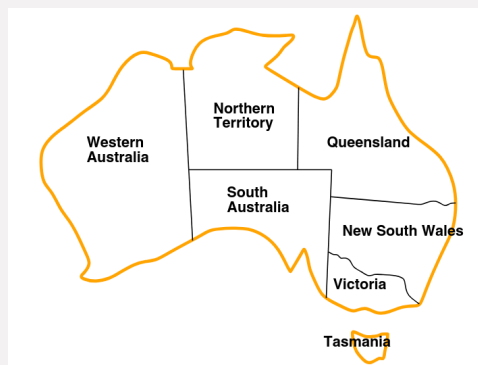 Northern
Territory
Western
Australia
Queensland
South
Australia
New South Wales
Victoria
Tasmania